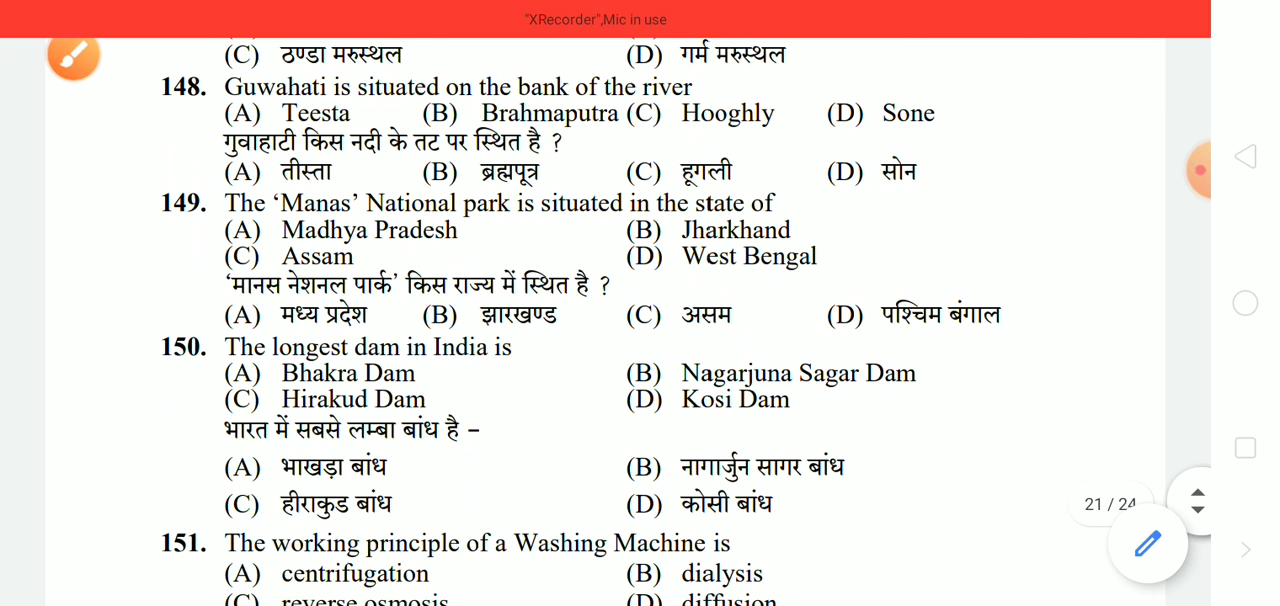 "XRecorder",Mic in use
(C) ठण्डा मरुस्थल (D) गर्म मरुस्थल
148. Guwahati is situated on the bank of the river
(A) Teesta (B) Brahmaputra (C) Hooghly (D) Sone
गुवाहाटी किस नदी के तट पर स्थित है ?
(A) तीस्ता (B) ब्रह्मपूत्र (C) हूगली (D) सोन
149. The ‘Manas’ National park is situated in the state of
(A) Madhya Pradesh (B) Jharkhand
(C) Assam (D) West Bengal
‘मानस नेशनल पार्क’ किस राज्य में स्थित है ?
(A) मध्य प्रदेश (B) झारखण्ड (C) असम (D) पश्चिम बंगाल
150. The longest dam in India is
(A) Bhakra Dam (B) Nagarjuna Sagar Dam
(C) Hirakud Dam (D) Kosi Dam
भारत में सबसे लम्बा बांध है –
(A) भाखड़ा बांध (B) नागार्जुन सागर बांध
(C) हीराकुड बांध (D) कोसी बांध
21 / 24
151. The working principle of a Washing Machine is
(A) centrifugation (B) dialysis
(C) reverse osmosis (D) diffusion